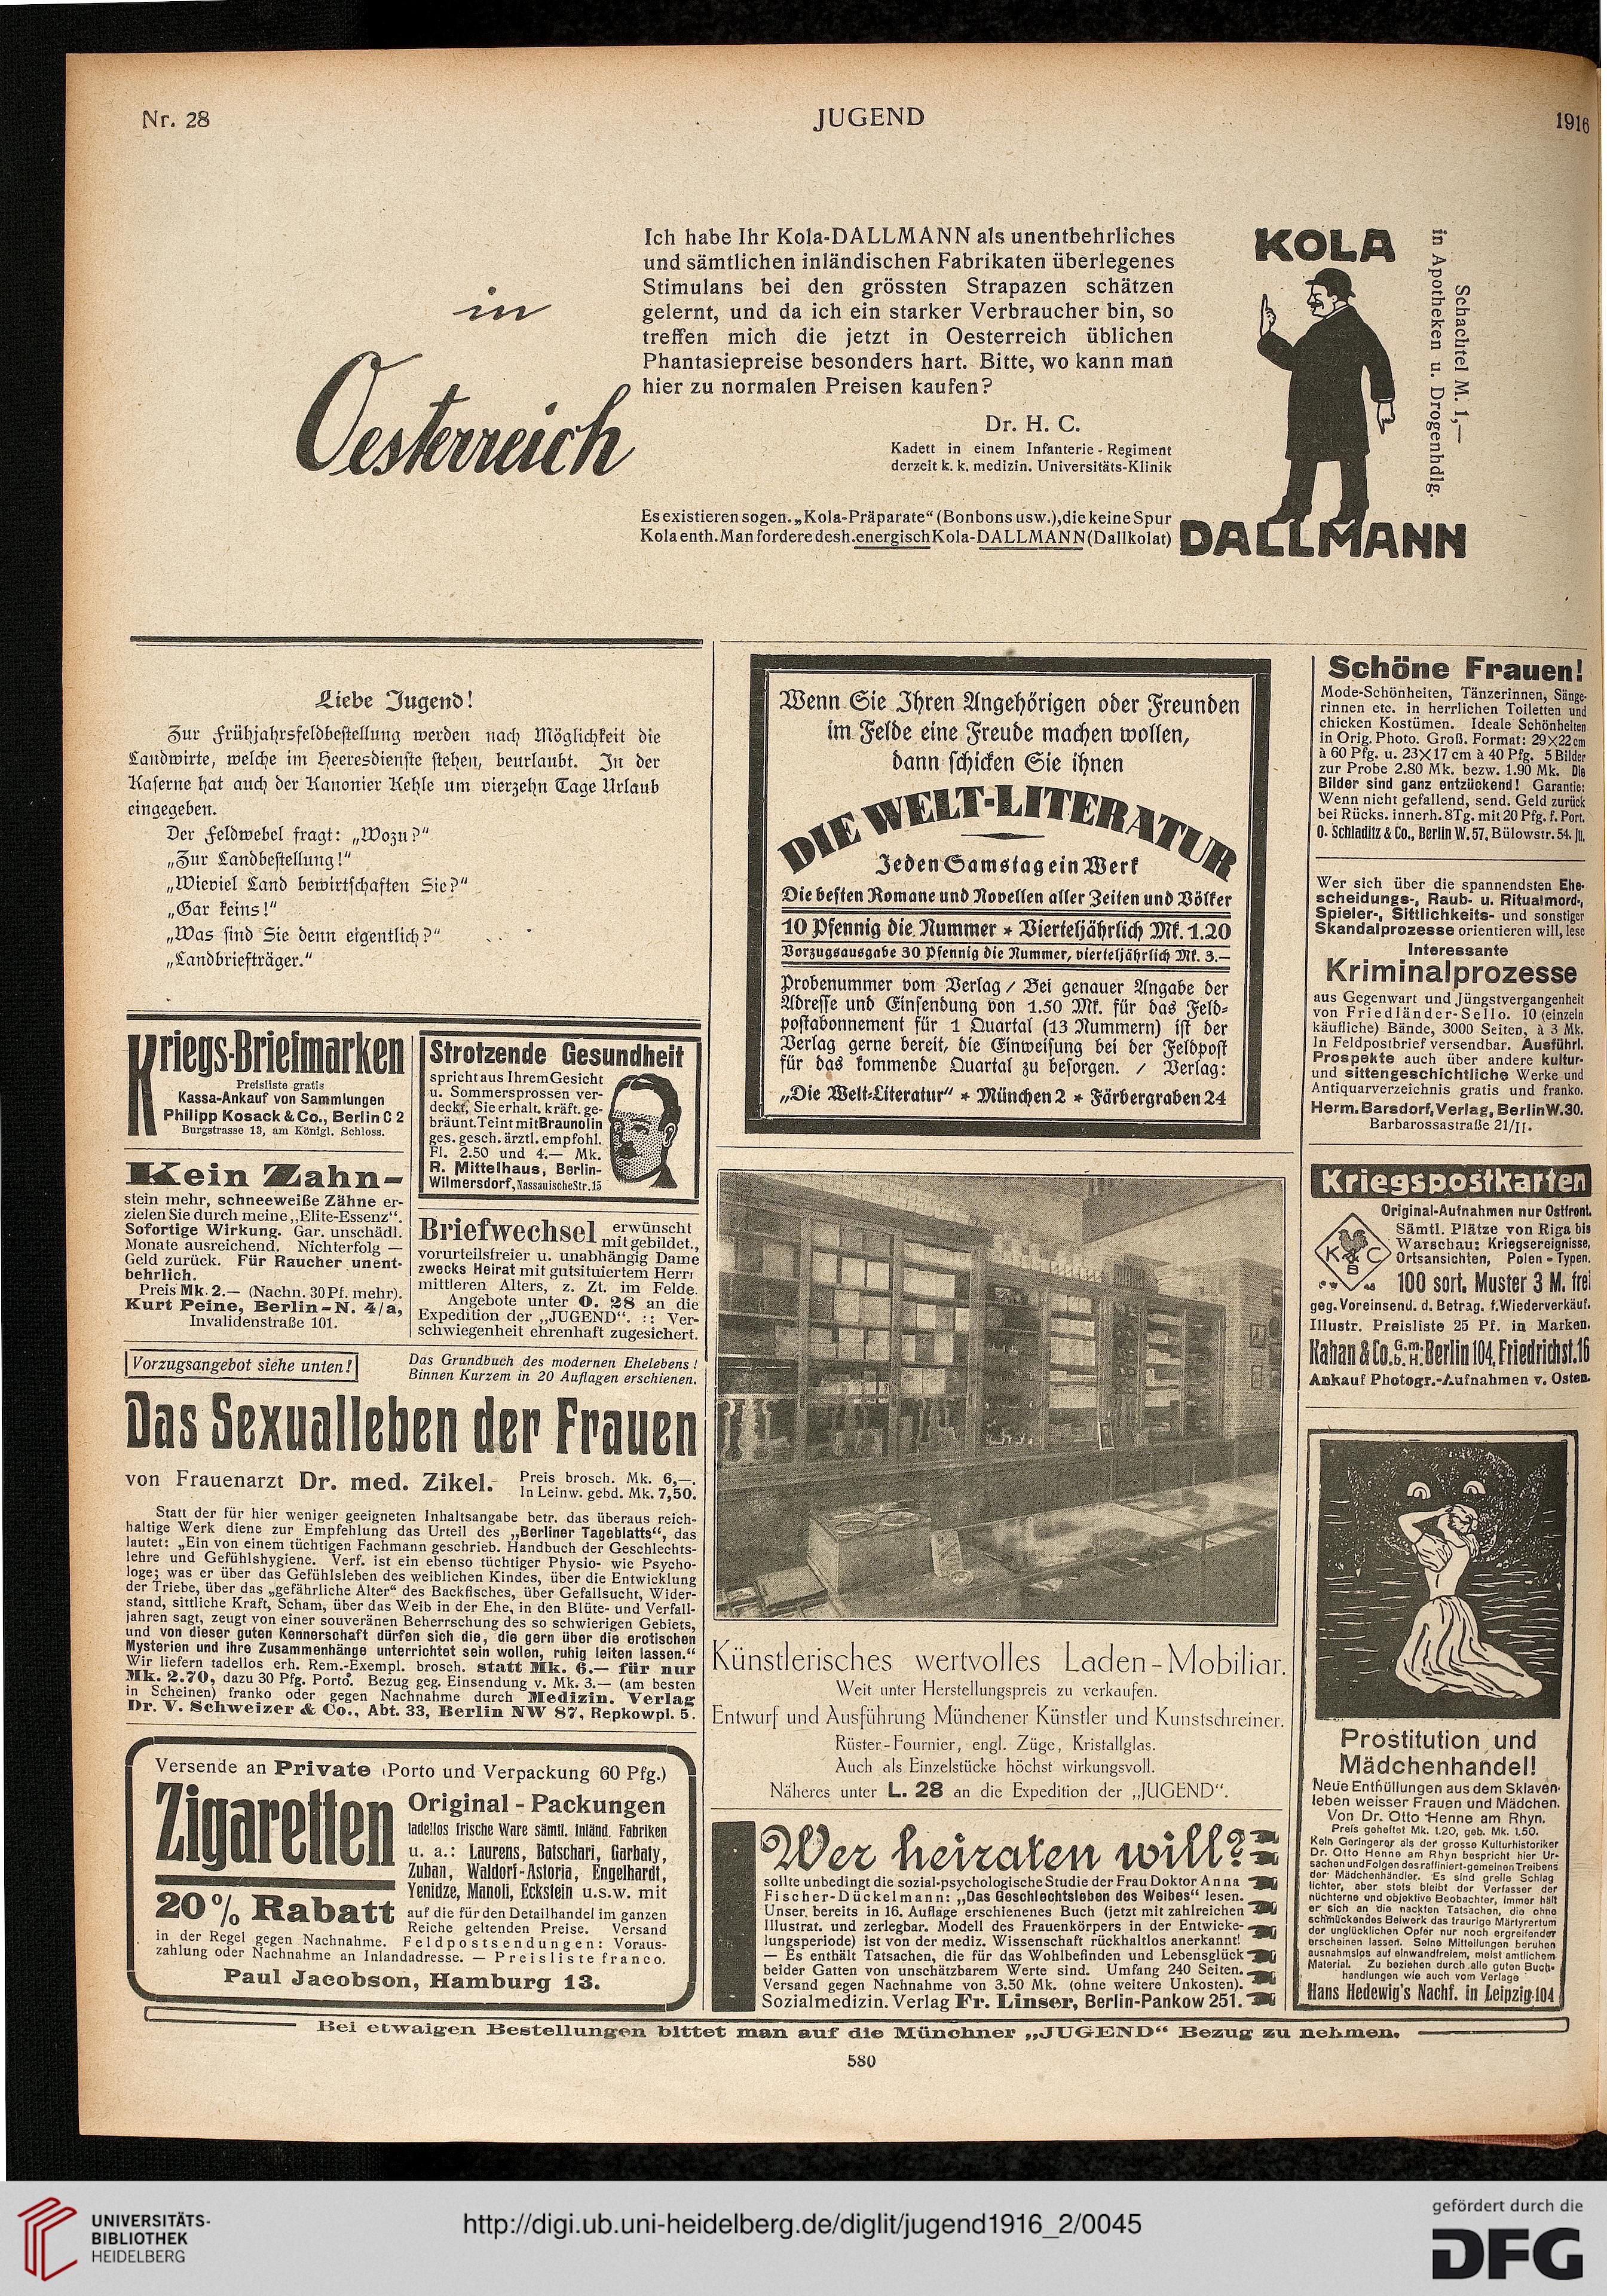 Nr. 28
JUGEND
1916
in
Oesterreich
Ich habe Ihr Kola-DALLMANN als unentbehrliches
und sämtlichen inländischen Fabrikaten überlegenes
Stimulans bei den grössten Strapazen schätzen
gelernt, und da ich ein starker Verbraucher bin, so
treffen mich die jetzt in Oesterreich üblichen
Phantasiepreise besonders hart. Bitte, wo kann man
hier zu normalen Preisen kaufen?
Dr. H. C.
Kadett in einem Infanterie-Regiment
derzeit k. k. medizin. Universitäts-Klinik
Es existieren sogen. „Kola-Präparate“ (Bonbons usw.), die keine Spur
Kola enth. Man fordere desh. energisch Kola-DALLMANN (Dallkolat)
KOLA
DALLMANN
Schachtel M. 1,—
in Apotheken u. Drogenhdlg.
Liebe Jugend!
Zur Frühjahrsfeldbestellung werden nach Möglichkeit die
Landwirte, welche im Heeresdienste stehen, beurlaubt. In der
Kaserne hat auch der Kanonier Kehle um vierzehn Tage Urlaub
eingegeben.
Der Feldwebel fragt: „Wozu?“
„Zur Landbestellung!“
„Wieviel Land bewirtschaften Sie?“
„Gar keins!“
„Was sind Sie denn eigentlich?“
„Landbriefträger.“
Kriegs-Briefmarken
Preisliste gratis
Kassa-Ankauf von Sammlungen
Philipp Kosack & Co., Berlin C 2
Burgstrasse 13, am Königl. Schloss.
Kein Zahn-
stein mehr, schneeweiße Zähne er-
zielen Sie durch meine „Elite-Essenz“.
Sofortige Wirkung. Gar. unschädl.
Monate ausreichend. Nichterfolg —
Geld zurück. Für Raucher unent-
behrlich.
Preis Mk. 2.— (Nachn. 30 Pf. mehr).
Kurt Peine, Berlin-N. 4/a,
Invalidenstraße 101.
Strotzende Gesundheit
spricht aus Ihrem Gesicht
u. Sommersprossen ver-
deckt, Sie erhalt. kräft. ge-
bräunt. Teint mit Braunolin
ges. gesch. ärztl. empfohl.
Fl. 2.50 und 4.— Mk.
R. Mittelhaus, Berlin-
Wilmersdorf, Nassauische Str. 15
Briefwechsel erwünscht
mit gebildet.,
vorurteilsfreier u. unabhängig Dame
zwecks Heirat mit gutsituiertem Herrn
mittleren Alters, z. Zt. im Felde.
Angebote unter O. 28 an die
Expedition der „JUGEND“. :: Ver-
schwiegenheit ehrenhaft zugesichert.
Vorzugsangebot siehe unten!
Das Grundbuch des modernen Ehelebens!
Binnen Kurzem in 20 Auflagen erschienen.
Das Sexualleben der Frauen
von Frauenarzt Dr. med. Zikel.
Preis brosch. Mk. 6,—.
In Leinw. gebd. Mk. 7,50.
Statt der für hier weniger geeigneten Inhaltsangabe betr. das überaus reich-
haltige Werk diene zur Empfehlung das Urteil des „Berliner Tageblatts“, das
lautet: „Ein von einem tüchtigen Fachmann geschrieb. Handbuch der Geschlechts-
lehre und Gefühlshygiene. Verf. ist ein ebenso tüchtiger Physio- wie Psycho-
loge; was er über das Gefühlsleben des weiblichen Kindes, über die Entwicklung
der Triebe, über das „gefährliche Alter“ des Backfisches, über Gefallsucht, Wider-
stand, sittliche Kraft, Scham, über das Weib in der Ehe, in den Blüte- und Verfall-
jahren sagt, zeugt von einer souveränen Beherrschung des so schwierigen Gebiets,
und von dieser guten Kennerschaft dürfen sich die, die gern über die erotischen
Mysterien und ihre Zusammenhänge unterrichtet sein wollen, ruhig leiten lassen.“
Wir liefern tadellos erh. Rem.-Exempl. brosch. statt Mk. 6.— für nur
Mk. 2.70, dazu 30 Pfg. Porto. Bezug geg. Einsendung v. Mk. 3.— (am besten
in Scheinen) franko oder gegen Nachnahme durch Medizin. Verlag
Dr. V. Schweizer & Co., Abt. 33, Berlin NW 87, Repkowpl. 5.
Versende an Private (Porto und Verpackung 60 Pfg.)
Zigaretten
Original-Packungen
tadellos frische Ware sämtl. inländ. Fabriken
u. a.: Laurens, Batschari, Garbaty,
Zuban, Waldorf-Astoria, Engelhardt,
Yenidze, Manoli, Eckstein u.s.w. mit
20% Rabatt auf die für den Detailhandel im ganzen
Reiche geltenden Preise. Versand
in der Regel gegen Nachnahme. Feldpostsendungen: Voraus-
zahlung oder Nachnahme an Inlandadresse. — Preisliste franco.
Paul Jacobson, Hamburg 13.
Wenn Sie Ihren Angehörigen oder Freunden
im Felde eine Freude machen wollen,
dann schicken Sie ihnen
DIE WELT-LITERATUR
Jeden Samstag ein Werk
Die besten Romane und Novellen aller Zeiten und Völker
10 Pfennig die Nummer * Vierteljährlich Mk. 1.20
Vorzugsausgabe 30 Pfennig die Nummer, vierteljährlich Mk. 3.—
Probenummer vom Verlag / Bei genauer Angabe der
Adresse und Einsendung von 1.50 Mk. für das Feld-
postabonnement für 1 Quartal (13 Nummern) ist der
Verlag gerne bereit, die Einweisung bei der Feldpost
für das kommende Quartal zu besorgen. / Verlag:
„Die Welt-Literatur“ * München 2 * Färbergraben 24
Künstlerisches wertvolles Laden-Mobiliar.
Weit unter Herstellungspreis zu verkaufen.
Entwurf und Ausführung Münchener Künstler und Kunstschreiner.
Rüster-Fournier, engl. Züge, Kristallglas.
Auch als Einzelstücke höchst wirkungsvoll.
Näheres unter L. 28 an die Expedition der „JUGEND“.
Wer heiraten will?
sollte unbedingt die sozial-psychologische Studie der Frau Doktor Anna
Fischer-Dückelmann: „Das Geschlechtsleben des Weibes“ lesen.
Unser bereits in 16. Auflage erschienenes Buch (jetzt mit zahlreichen
Illustrat. und zerlegbar. Modell des Frauenkörpers in der Entwicke-
lungsperiode) ist von der mediz. Wissenschaft rückhaltlos anerkannt!
— Es enthält Tatsachen, die für das Wohlbefinden und Lebensglück
beider Gatten von unschätzbarem Werte sind. Umfang 240 Seiten.
Versand gegen Nachnahme von 3.50 Mk. (ohne weitere Unkosten).
Sozialmedizin. Verlag Fr. Linser, Berlin-Pankow 251.
Schöne Frauen!
Mode-Schönheiten, Tänzerinnen, Sänge-
rinnen etc. in herrlichen Toiletten und
chicken Kostümen. Ideale Schönheiten
in Orig. Photo. Groß. Format: 29×22 cm
à 60 Pfg. u. 23×17 cm à 40 Pfg. 5 Bilder
zur Probe 2.80 Mk. bezw. 1.90 Mk. Die
Bilder sind ganz entzückend! Garantie:
Wenn nicht gefallend, send. Geld zurück
bei Rücks. innerh. 8 Tg. mit 20 Pfg. f. Port.
O. Schladitz & Co., Berlin W. 57, Bülowstr. 54. III.
Wer sich über die spannendsten Ehe-
scheidungs-, Raub- u. Ritualmord-,
Spieler-, Sittlichkeits- und sonstiger
Skandalprozesse orientieren will, lese
Interessante
Kriminalprozesse
aus Gegenwart und Jüngstvergangenheit
von Friedländer-Sello. 10 (einzeln
käufliche) Bände, 3000 Seiten, à 3 Mk.
In Feldpostbrief versendbar. Ausführl.
Prospekte auch über andere kultur-
und sittengeschichtliche Werke und
Antiquarverzeichnis gratis und franko.
Herm. Barsdorf, Verlag, Berlin W. 30.
Barbarossastraße 21/II.
Kriegspostkarten
Original-Aufnahmen nur Ostfront.
Sämtl. Plätze von Riga bis
Warschau: Kriegsereignisse,
Ortsansichten, Polen-Typen.
K & C
B
100 sort. Muster 3 M. frei
geg. Voreinsend. d. Betrag. f. Wiederverkäuf.
Illustr. Preisliste 25 Pf. in Marken.
Kahan & Co. G.m.b.H. Berlin 104, Friedrichst. 16
Ankauf Photogr.-Aufnahmen v. Osten.
Prostitution und
Mädchenhandel!
Neue Enthüllungen aus dem Sklaven-
leben weisser Frauen und Mädchen.
Von Dr. Otto Henne am Rhyn.
Preis geheftet Mk. 1.20, geb. Mk. 1.50.
Kein Geringerer als der grosse Kulturhistoriker
Dr. Otto Henne am Rhyn bespricht hier Ur-
sachen und Folgen des raffiniert-gemeinen Treibens
der Mädchenhändler. Es sind grelle Schlag
lichter, aber stets bleibt der Verfasser der
nüchterne und objektive Beobachter, immer hält
er sich an die nackten Tatsachen, die ohne
schmückendes Beiwerk das traurige Märtyrertum
der unglücklichen Opfer nur noch ergreifender
erscheinen lassen. Seine Mitteilungen beruhen
ausnahmslos auf einwandfreiem, meist amtlichem
Material. Zu beziehen durch alle guten Buch-
handlungen wie auch vom Verlage
Hans Hedewig's Nachf. in Leipzig 104
Bei etwaigen Bestellungen bittet man auf die Münchner „JUGEND“ Bezug zu nehmen.
580
UNIVERSITÄTS-
BIBLIOTHEK
HEIDELBERG
http://digi.ub.uni-heidelberg.de/diglit/jugend1916_2/0045
gefördert durch die
DFG